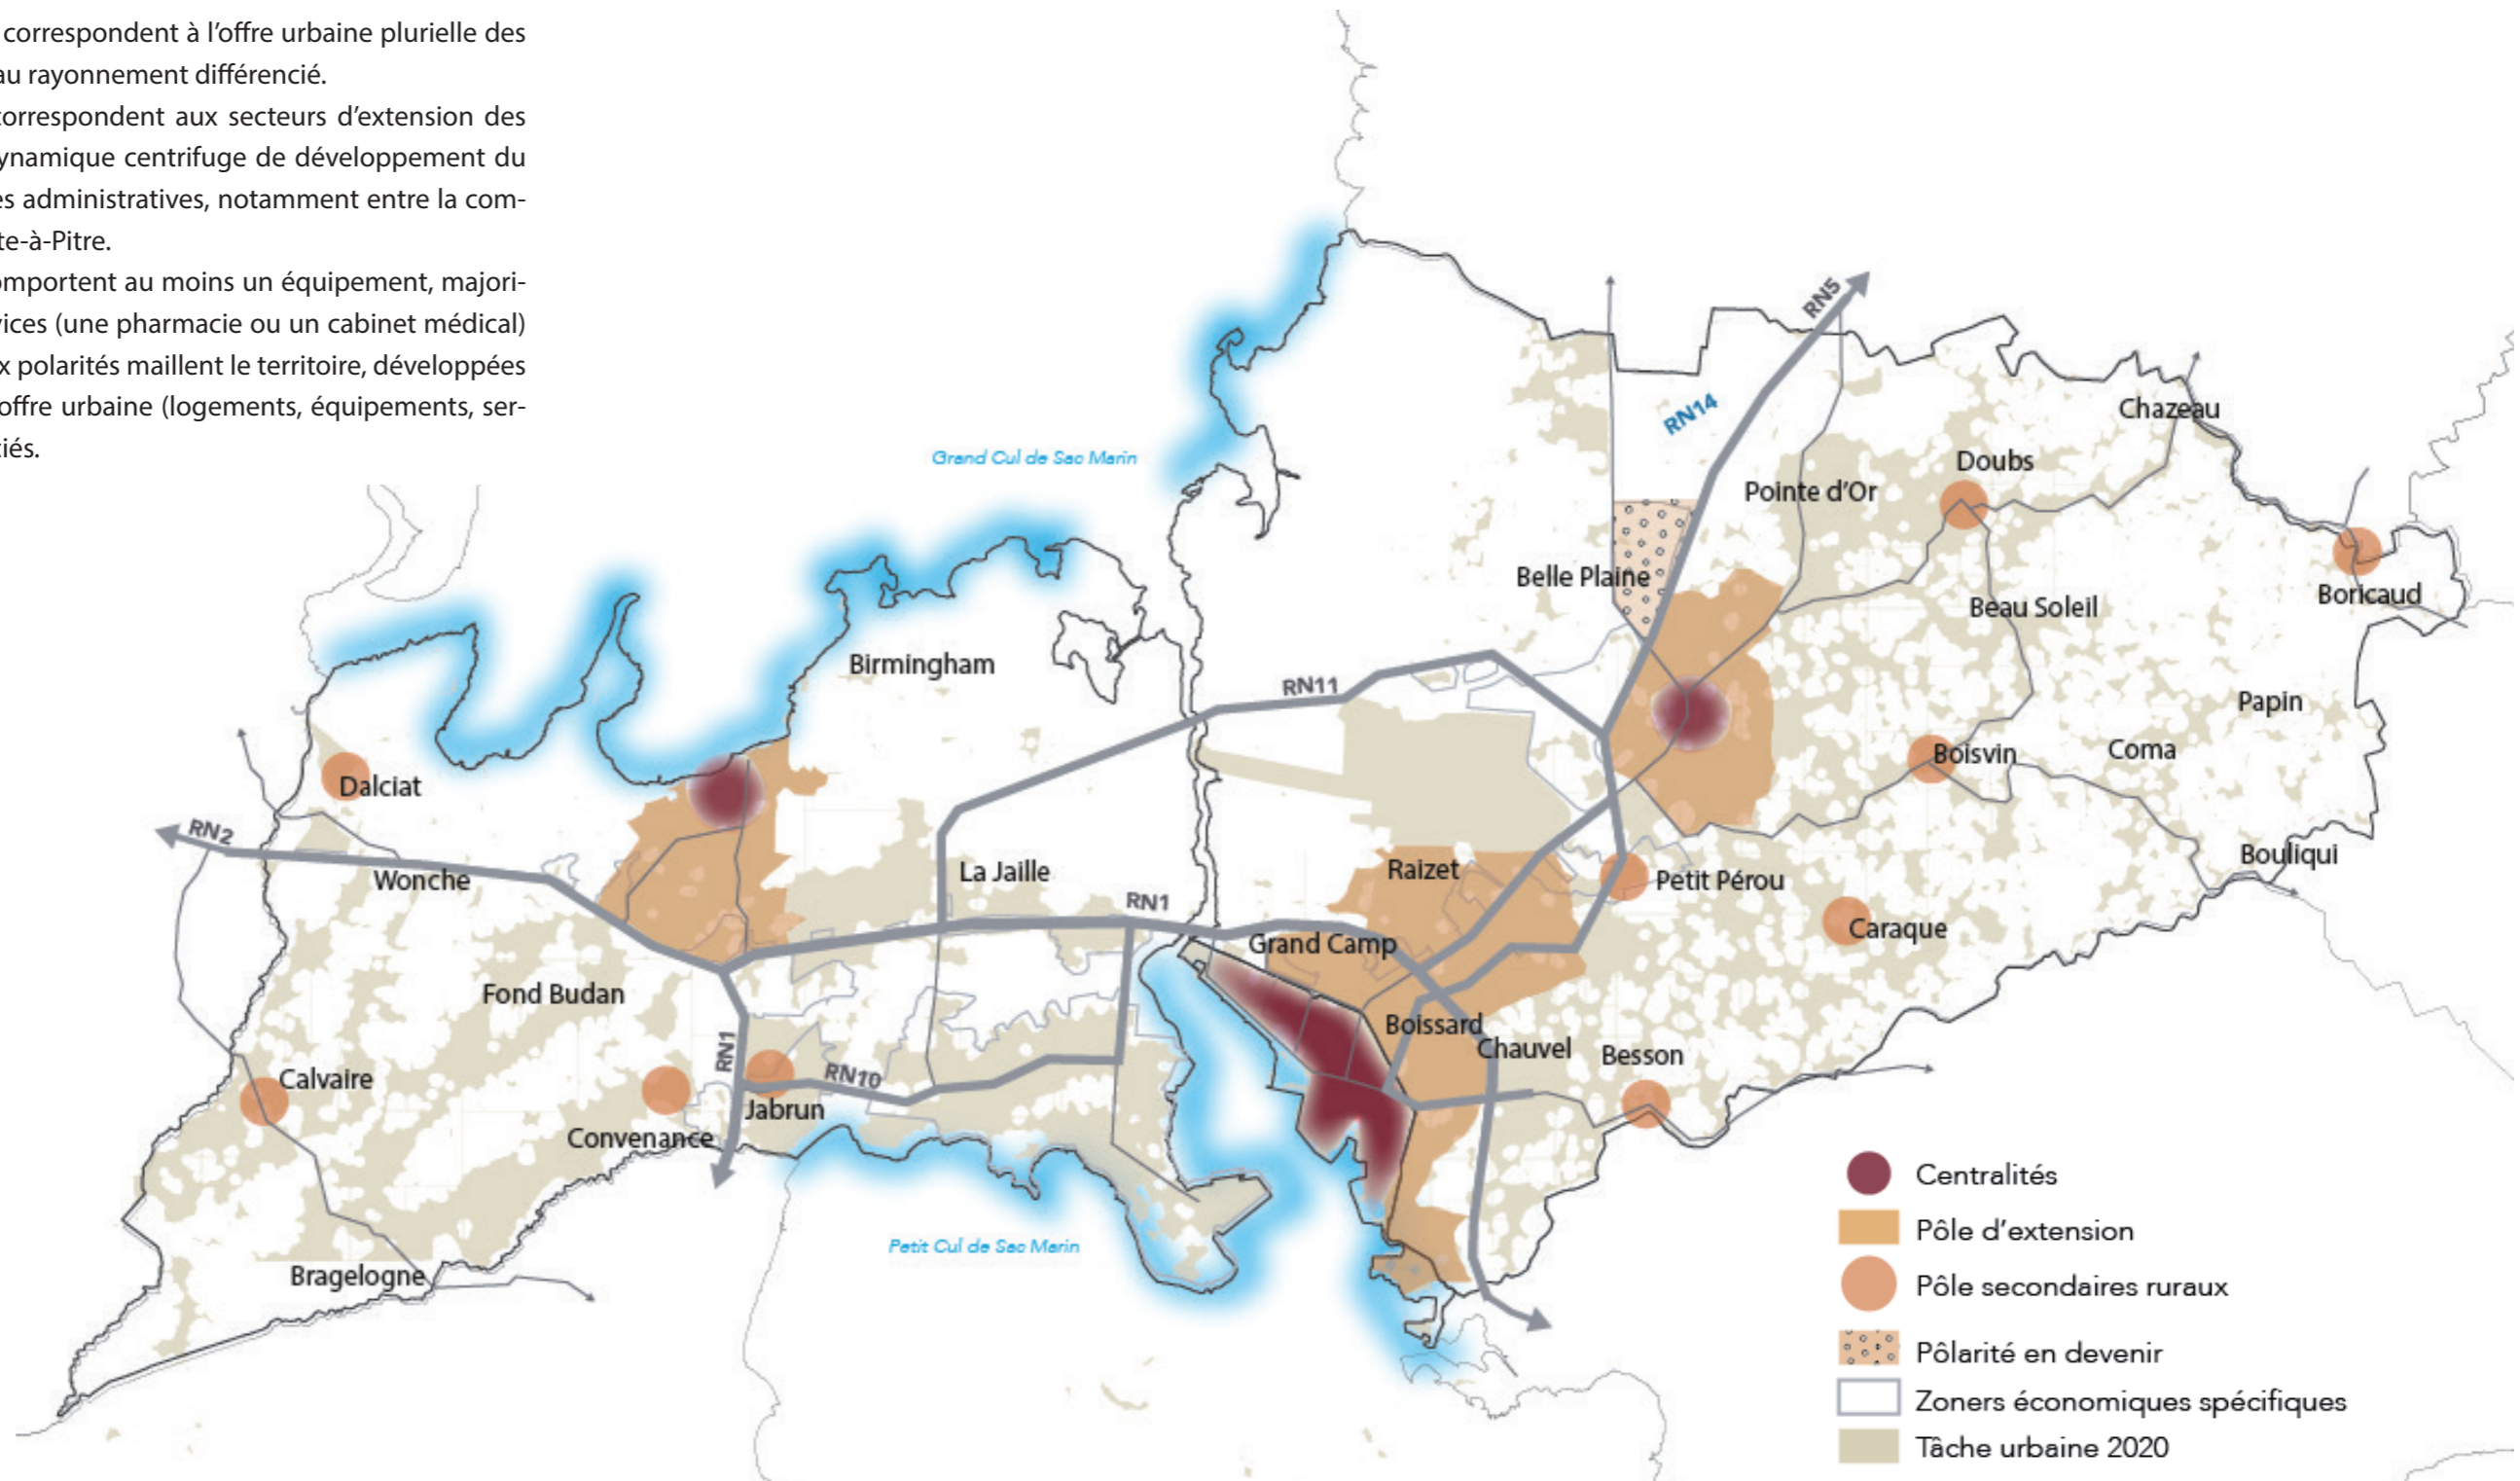 correspondent à l’offre urbaine plurielle des
au rayonnement différencié.
correspondent aux secteurs d’extension des
ynamique centrifuge de développement du
es administratives, notamment entre la com-
te-à-Pitre.
omportent au moins un équipement, majori-
vices (une pharmacie ou un cabinet médical)
x polarités maillent le territoire, développées
offre urbaine (logements, équipements, ser-
tiés.
RN5
RN14
Chazeau
Grand Cul de Sac Marin
Doubs
Pointe d’Or
Belle Plaine
Boricaud
Beau Soleil
Birmingham
RN11
Papin
Coma
Boisvin
Dalciat
RN2
Bouliqui
La Jaille
Raizet
Wonche
Petit Pérou
RN1
Caraque
Grand Camp
Fond Budan
Boissard
Chauvel
Besson
RN1
Calvaire
RN10
Jabrun
Convenance
Petit Cul de Sac Marin
Bragelogne
Centralités
Pôle d’extension
Pôle secondaires ruraux
Pôlarité en devenir
Zoners économiques spécifiques
Tâche urbaine 2020